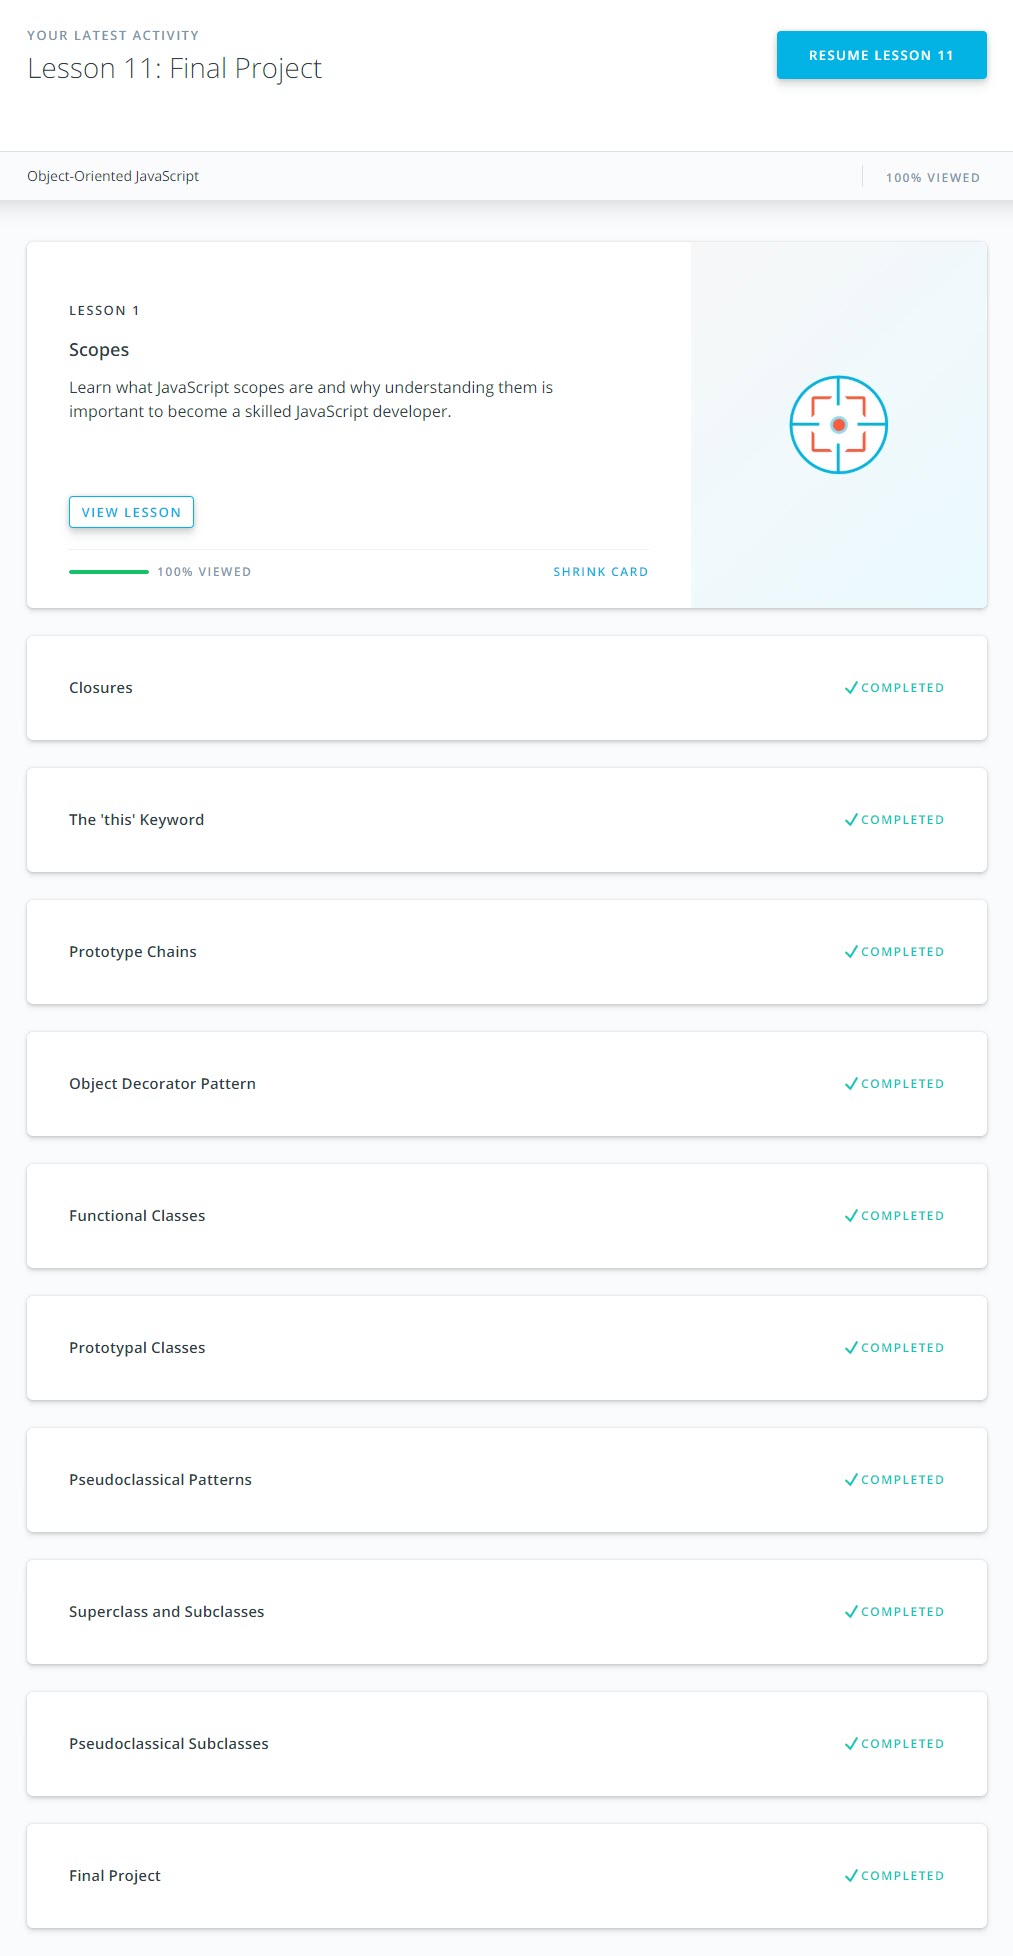 YOUR LATEST ACTIVITY
Lesson 11: Final Project
RESUME LESSON 11
Object-Oriented JavaScript
100% VIEWED
LESSON 1
Scopes
Learn what JavaScript scopes are and why understanding them is
important to become a skilled JavaScript developer.
VIEW LESSON
100% VIEWED
SHRINK CARD
Closures
COMPLETED
The 'this' Keyword
COMPLETED
Prototype Chains
COMPLETED
Object Decorator Pattern
COMPLETED
Functional Classes
COMPLETED
Prototypal Classes
COMPLETED
Pseudoclassical Patterns
COMPLETED
Superclass and Subclasses
COMPLETED
Pseudoclassical Subclasses
COMPLETED
Final Project
COMPLETED